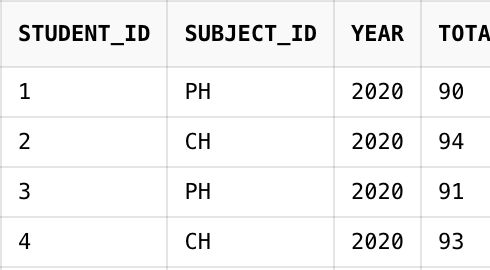 STUDENT_ID SUBJECT_ID YEAR TOTA
1 PH 2020 90
2 CH 2020 94
3 PH 2020 91
4 CH 2020 93